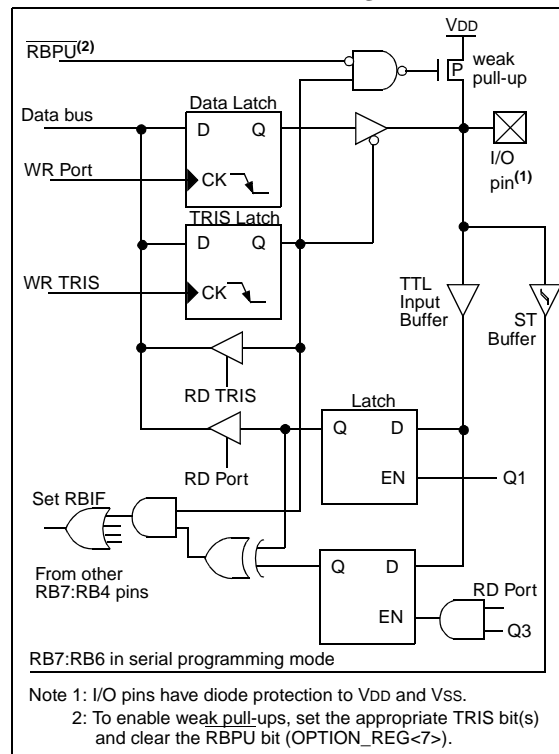 VDD
RBPU(2)
weak
pull-up
P
Data bus
Data Latch
D Q
I/O
pin(1)
WR Port
CK
TRIS Latch
D Q
WR TRIS
CK
TTL
Input
Buffer
ST
Buffer
RD TRIS
Latch
Q D
RD Port
EN
Q1
Set RBIF
Q D
From other
RB7:RB4 pins
RD Port
EN
Q3
RB7:RB6 in serial programming mode
Note 1: I/O pins have diode protection to VDD and VSS.
2: To enable weak pull-ups, set the appropriate TRIS bit(s)
and clear the RBPU bit (OPTION_REG<7>).